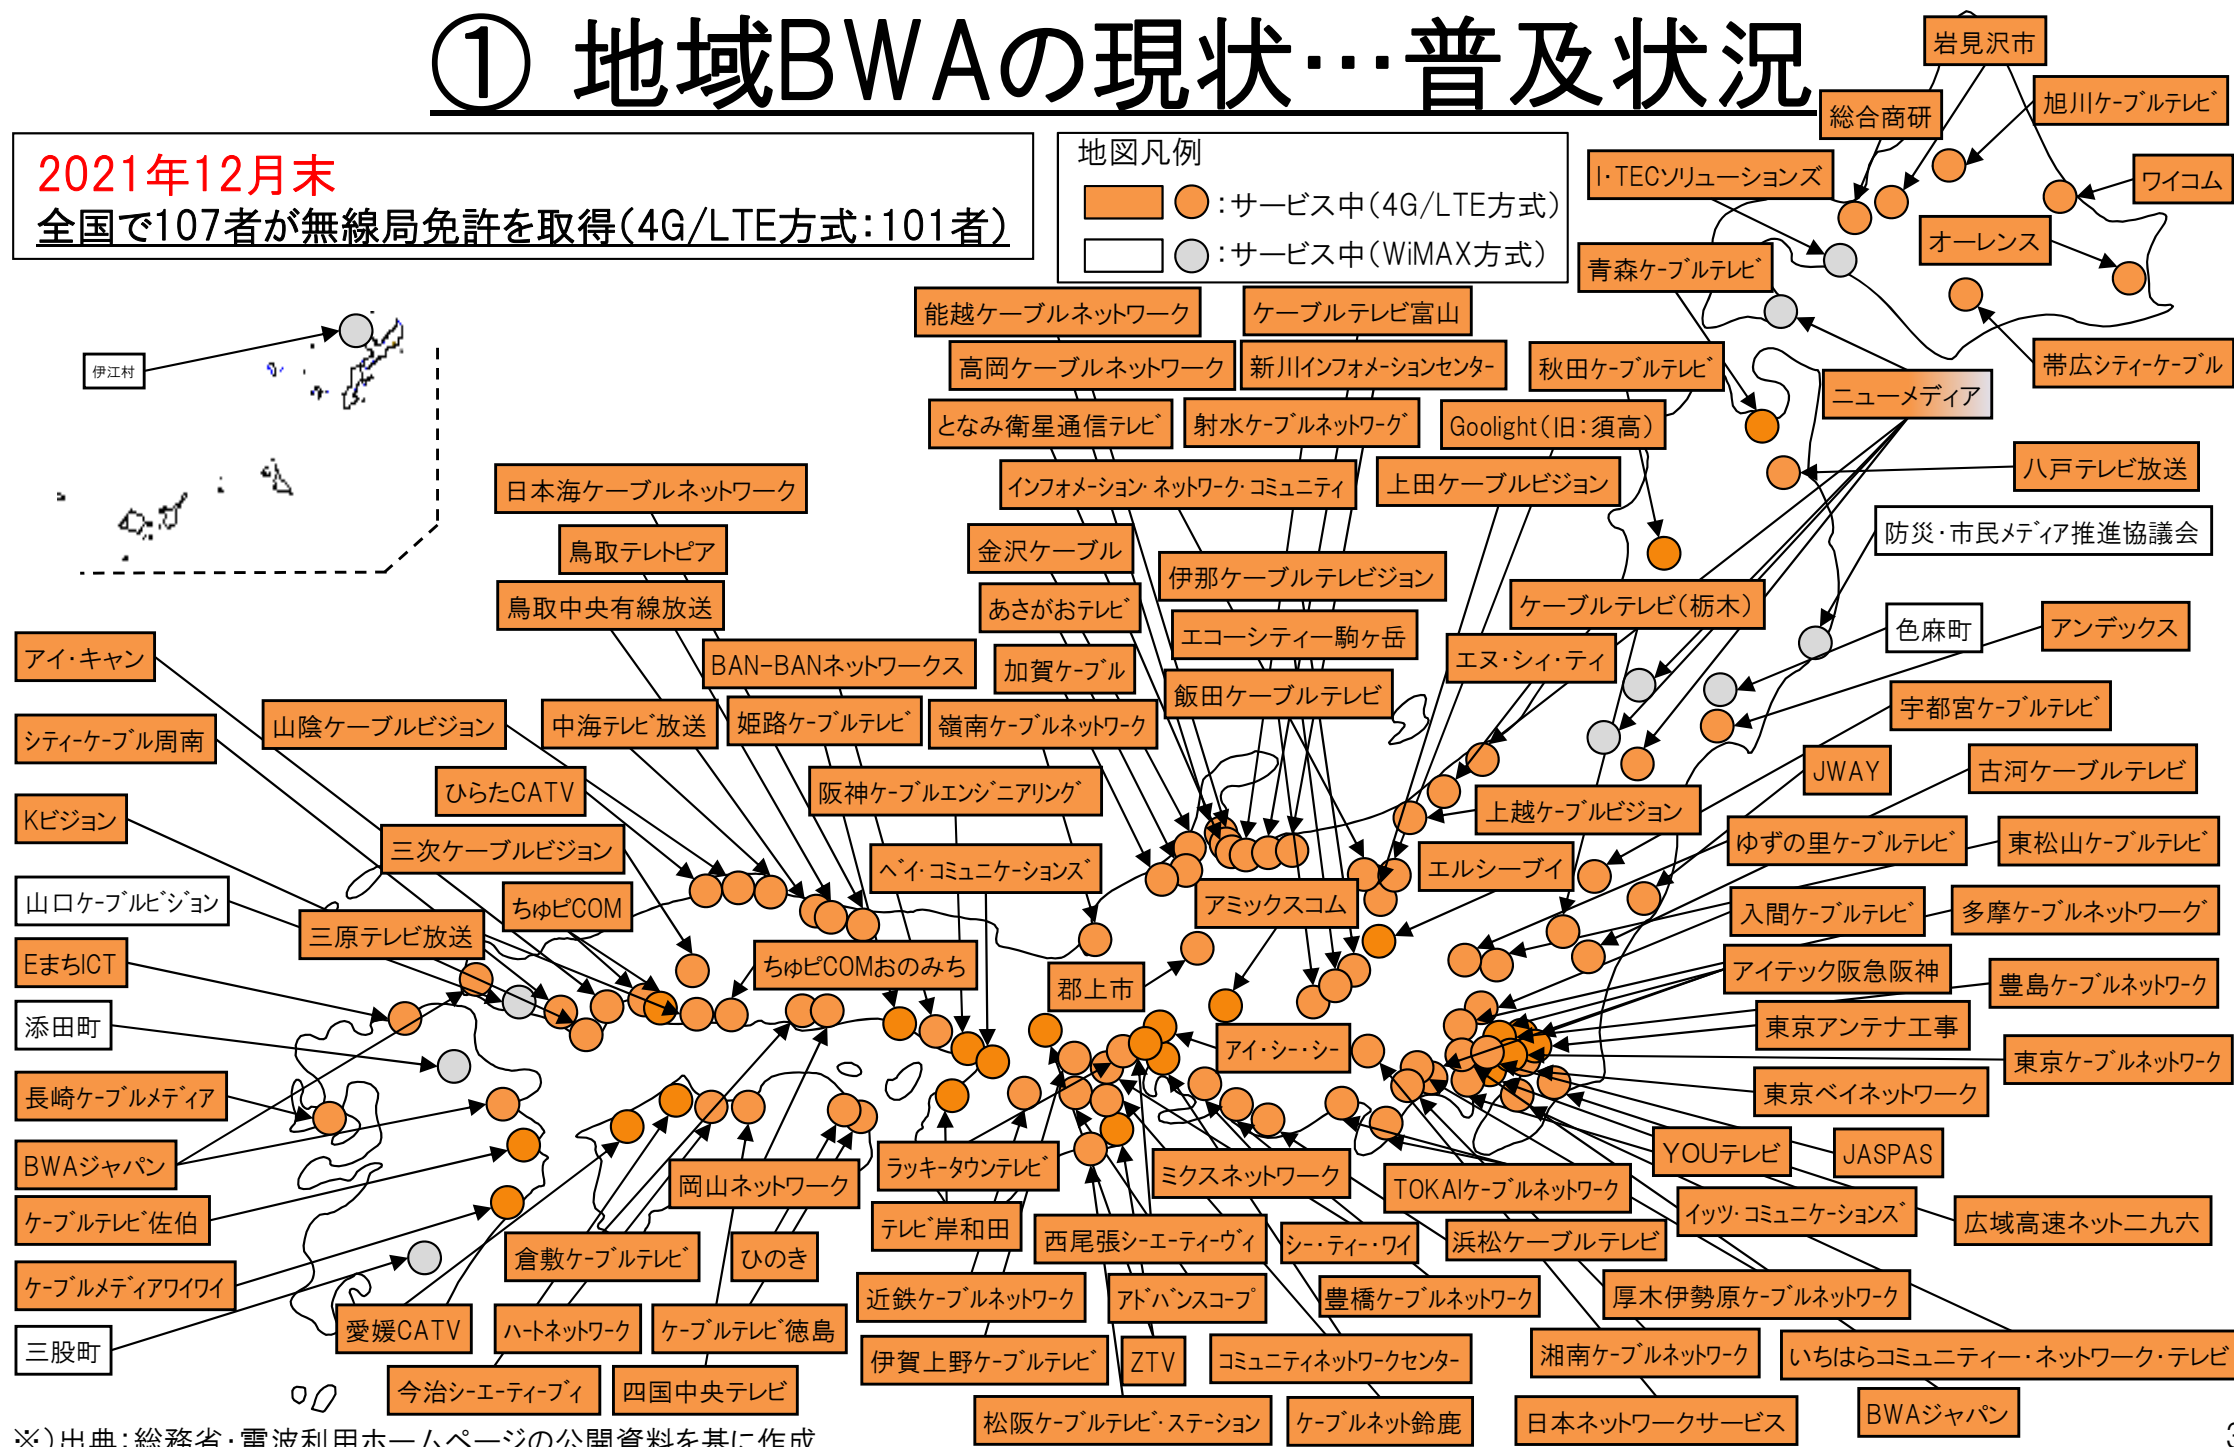 ① 地域BWAの現状…普及状況
2021年12月末
全国で107者が無線局免許を取得(4G/LTE方式:101者)
地図凡例
:サービス中(4G/LTE方式)
:サービス中(WiMAX方式)
岩見沢市
総合商研
旭川ケーブルテレビ
I・TECソリューションズ
ワイコム
オーレンス
青森ケーブルテレビ
帯広シティーケーブル
ニューメディア
伊江村
能越ケーブルネットワーク
ケーブルテレビ富山
高岡ケーブルネットワーク
新川インフォメーションセンター
秋田ケーブルテレビ
となみ衛星通信テレビ
射水ケーブルネットワーク
Goolight(旧:須高)
八戸テレビ放送
日本海ケーブルネットワーク
インフォメーション・ネットワーク・コミュニティ
上田ケーブルビジョン
防災・市民メディア推進協議会
鳥取テレトピア
金沢ケーブル
伊那ケーブルテレビジョン
鳥取中央有線放送
あさがおテレビ
ケーブルテレビ(栃木)
色麻町
アンデックス
エコーシティー駒ヶ岳
アイ・キャン
BAN-BANネットワークス
加賀ケーブル
エヌ・シィ・ティ
飯田ケーブルテレビ
宇都宮ケーブルテレビ
シティーケーブル周南
山陰ケーブルビジョン
中海テレビ放送
姫路ケーブルテレビ
嶺南ケーブルネットワーク
JWAY
古河ケーブルテレビ
ひらたCATV
阪神ケーブルエンジニアリング
上越ケーブルビジョン
Kビジョン
三次ケーブルビジョン
ゆずの里ケーブルテレビ
東松山ケーブルテレビ
ベイ・コミュニケーションズ
エルシーブイ
山口ケーブルビジョン
ちゅピCOM
アミックスコム
入間ケーブルテレビ
多摩ケーブルネットワーク
三原テレビ放送
EまちICT
ちゅピCOMおのみち
郡上市
アイテック阪急阪神
豊島ケーブルネットワーク
添田町
アイ・シー・シー
東京アンテナ工事
東京ケーブルネットワーク
長崎ケーブルメディア
東京ベイネットワーク
BWAジャパン
ラッキータウンテレビ
ミクスネットワーク
YOUテレビ
JASPAS
岡山ネットワーク
TOKAIケーブルネットワーク
ケーブルテレビ佐伯
テレビ岸和田
イッツ・コミュニケーションズ
広域高速ネット二九六
倉敷ケーブルテレビ
ひのき
西尾張シーエーティーヴィ
シー・ティー・ワイ
浜松ケーブルテレビ
ケーブルメディアワイワイ
近鉄ケーブルネットワーク
アドバンスコープ
豊橋ケーブルネットワーク
厚木伊勢原ケーブルネットワーク
愛媛CATV
ハートネットワーク
ケーブルテレビ徳島
三股町
伊賀上野ケーブルテレビ
ZTV
コミュニティネットワークセンター
湘南ケーブルネットワーク
いちはらコミュニティー・ネットワーク・テレビ
今治シーエーティーブィ
四国中央テレビ
松阪ケーブルテレビ・ステーション
ケーブルネット鈴鹿
日本ネットワークサービス
BWAジャパン
※)出典:総務省・電波利用ホームページの公開資料を基に作成